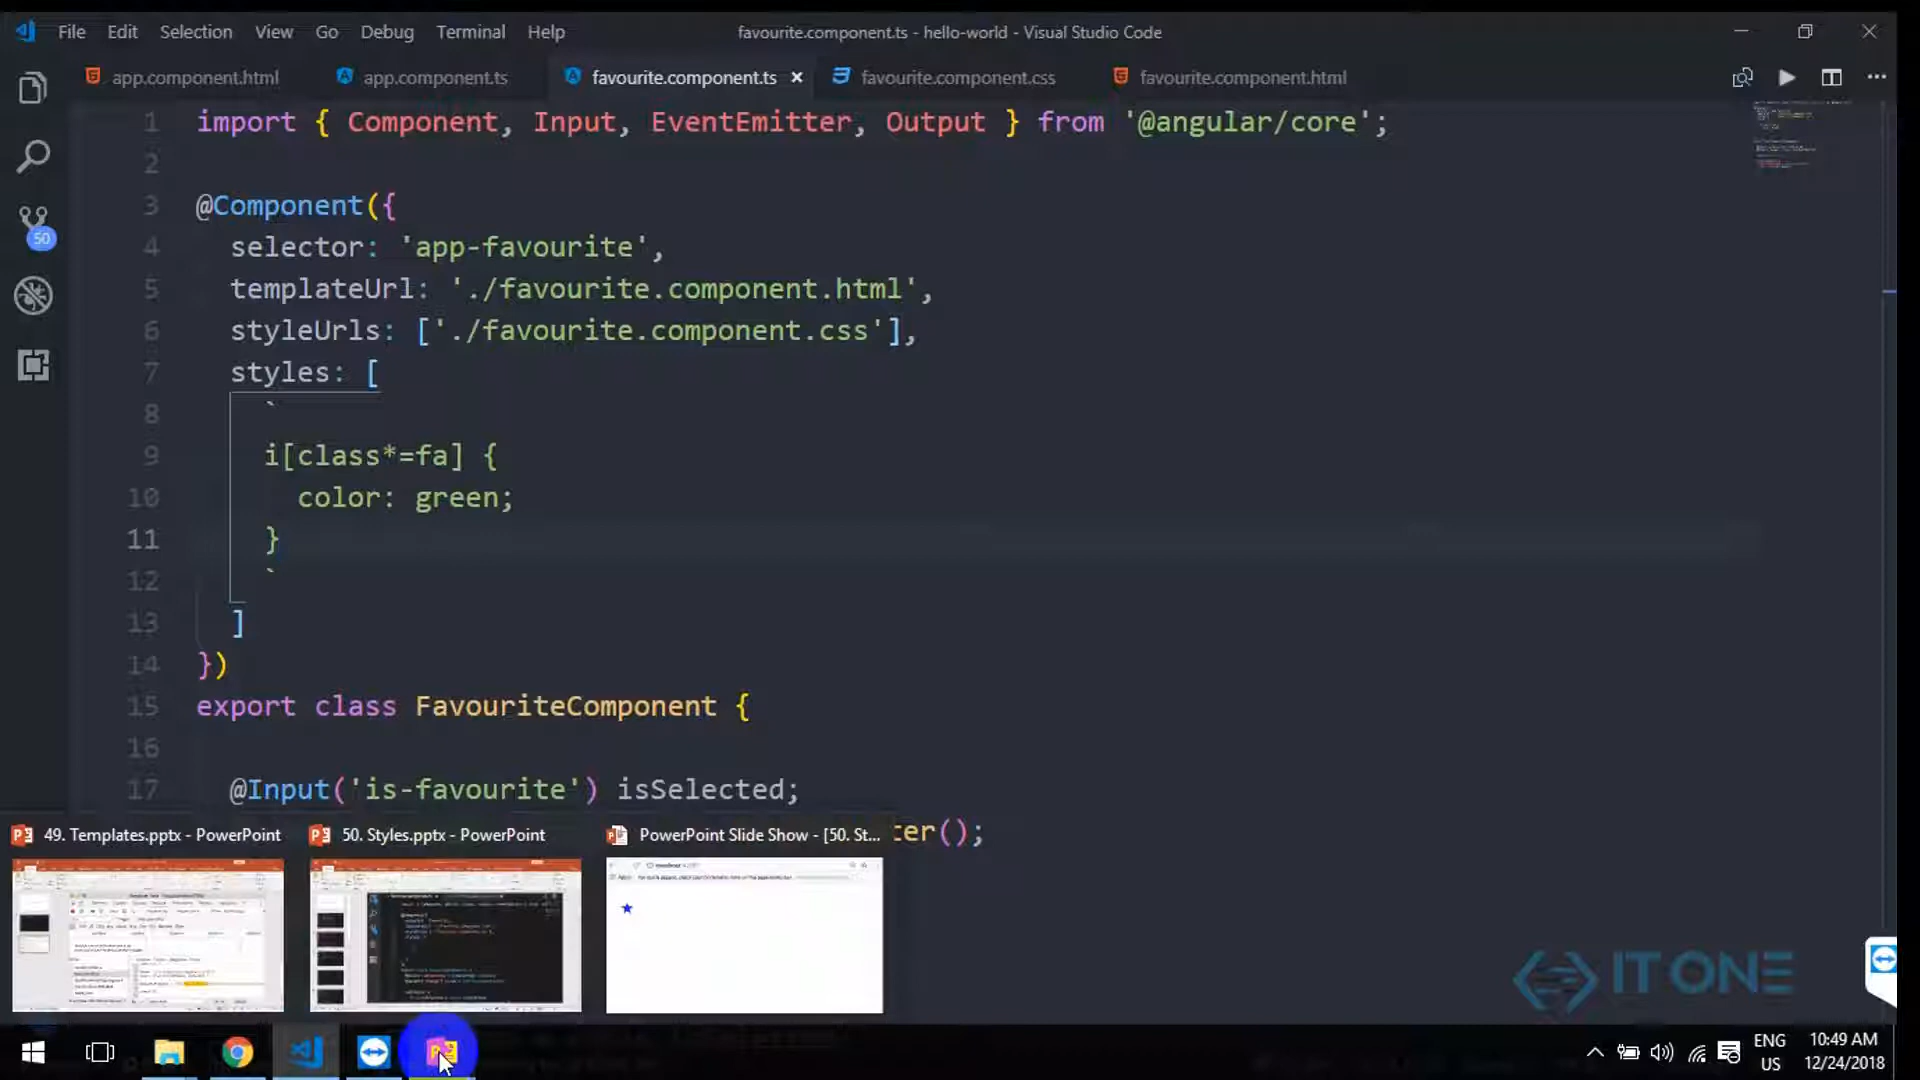 File Edit Selection View Go Debug Terminal Help
favourite.component.ts - hello-world - Visual Studio Code
app.component.html app.component.ts favourite.component.ts × favourite.component.css favourite.component.html
1 import { Component, Input, EventEmitter, Output } from '@angular/core';
2
3 @Component({
4 selector: 'app-favourite',
5 templateUrl: './favourite.component.html',
6 styleUrls: ['./favourite.component.css'],
7 styles: [
8 `
9 i[class*=fa] {
10 color: green;
11 }
12 `
13 ]
14 })
15 export class FavouriteComponent {
16
17 @Input('is-favourite') isSelected;
ter();
50
49. Templates.pptx - PowerPoint
50. Styles.pptx - PowerPoint
PowerPoint Slide Show - [50. St...
IT ONE
ENG
US
10:49 AM
12/24/2018